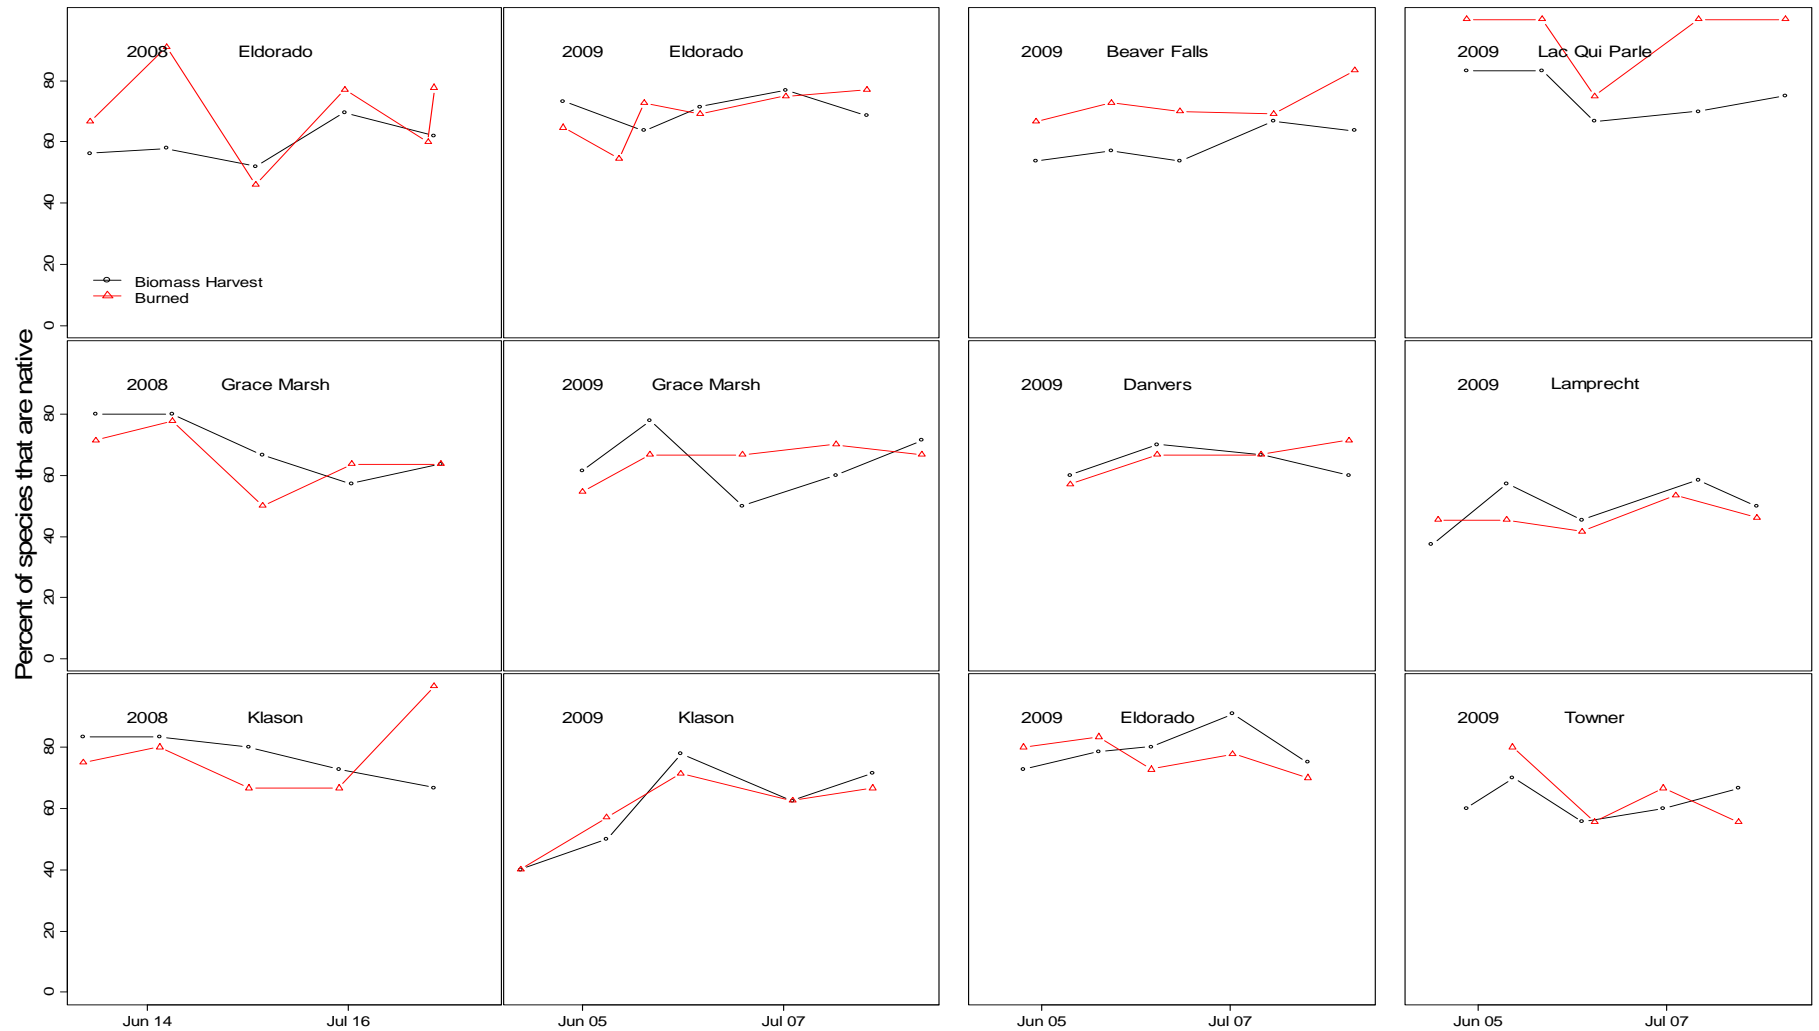 Percent of species that are native
2008 Eldorado
2009 Eldorado
2009 Beaver Falls
2009 Lac Qui Parle
80
60
40
20
0
Biomass Harvest
Burned
2008 Grace Marsh
2009 Grace Marsh
2009 Danvers
2009 Lamprecht
80
60
40
20
0
2008 Klason
2009 Klason
2009 Eldorado
2009 Towner
80
60
40
20
0
Jun 14 Jul 16
Jun 05 Jul 07
Jun 05 Jul 07
Jun 05 Jul 07